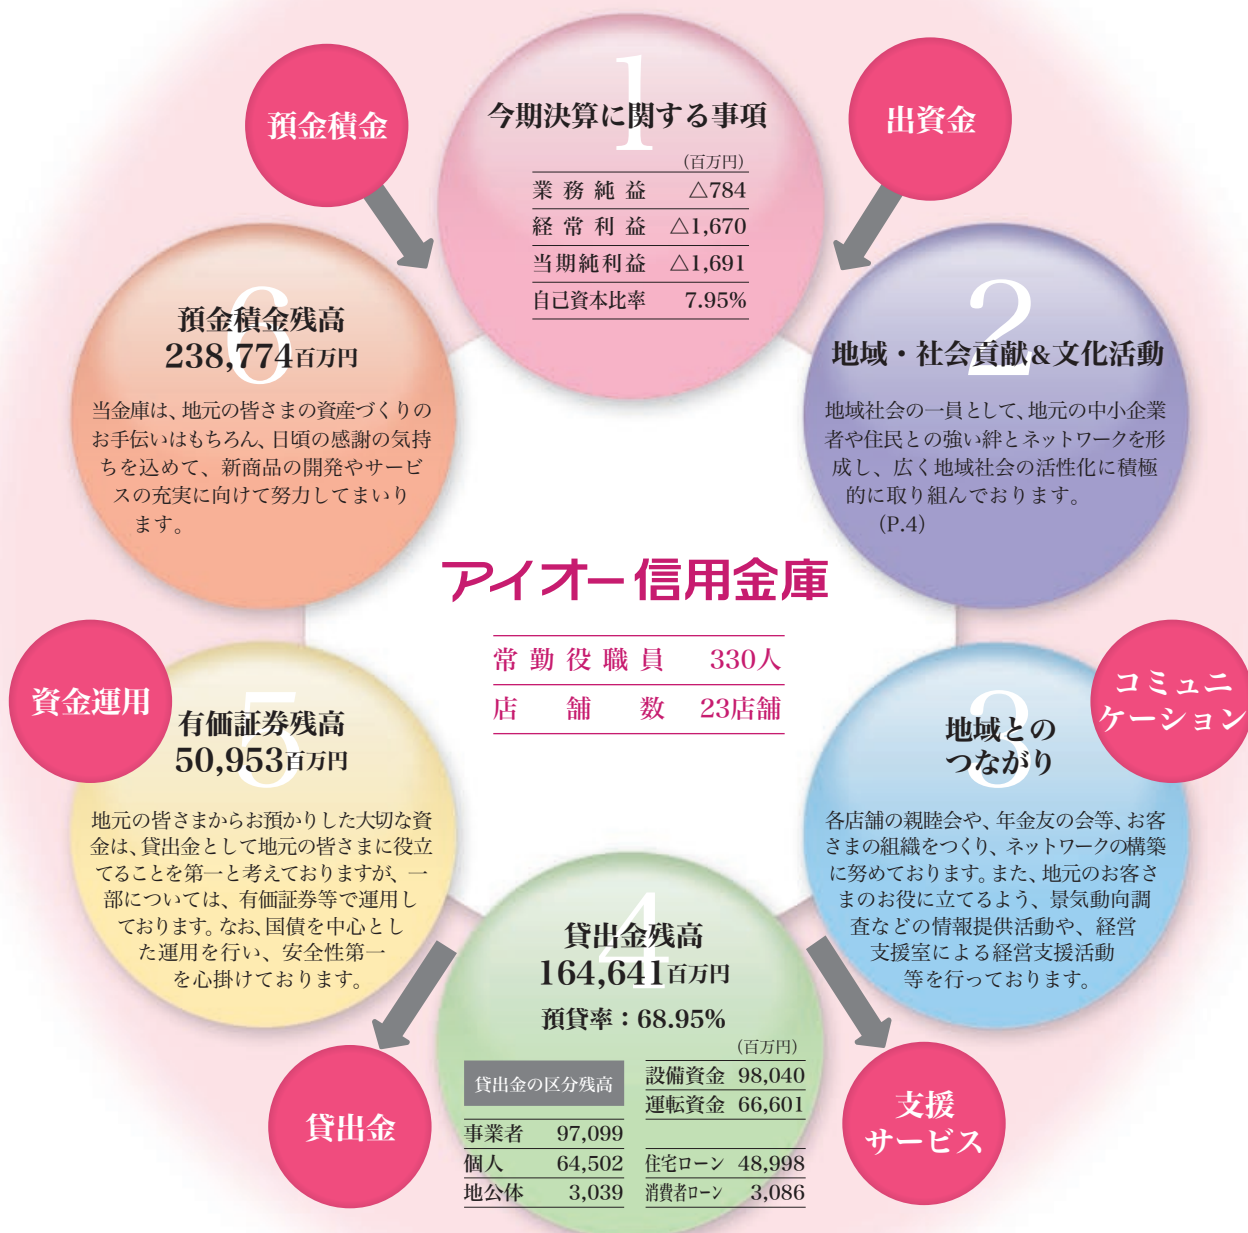 預金積金
出資金
1
今期決算に関する事項
(百万円)
業務純益 △784
経常利益 △1,670
当期純利益 △1,691
自己資本比率 7.95%
2
地域・社会貢献&文化活動
地域社会の一員として、地元の中小企業
者や住民との強い絆とネットワークを形
成し、広く地域社会の活性化に積極
的に取り組んでおります。
(P.4)
6
預金積金残高
238,774百万円
当金庫は、地元の皆さまの資産づくりの
お手伝いはもちろん、日頃の感謝の気持
ちを込めて、新商品の開発やサービ
スの充実に向けて努力してまいり
ます。
アイオー信用金庫
常勤役職員 330人
店舗数 23店舗
コミュニ
ケーション
3
地域との
つながり
各店舗の親睦会や、年金友の会等、お客
さまの組織をつくり、ネットワークの構築
に努めております。また、地元のお客さ
まのお役に立てるよう、景気動向調
査などの情報提供活動や、経営
支援室による経営支援活動
等を行っております。
資金運用
5
有価証券残高
50,953百万円
地元の皆さまからお預かりした大切な資
金は、貸出金として地元の皆さまに役立
てることを第一と考えておりますが、一
部については、有価証券等で運用し
ております。なお、国債を中心とし
た運用を行い、安全性第一
を心掛けております。
4
貸出金残高
164,641百万円
預貸率：68.95%
(百万円)
貸出金の区分残高
設備資金 98,040
運転資金 66,601
事業者 97,099
個人 64,502
住宅ローン 48,998
地公体 3,039
消費者ローン 3,086
貸出金
支援
サービス